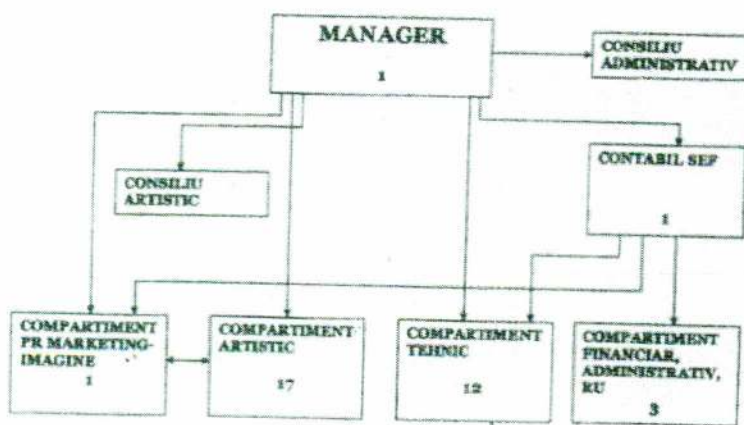 MANAGER
1
CONSILIU
ADMINISTRATIV
CONSILIU
ARTISTIC
CONTABIL SEF
1
COMPARTIMENT
PR MARKETING-
IMAGINE
1
COMPARTIMENT
ARTISTIC
17
COMPARTIMENT
TEHNIC
12
COMPARTIMENT
FINANCIAR,
ADMINISTRATIV,
RU
3